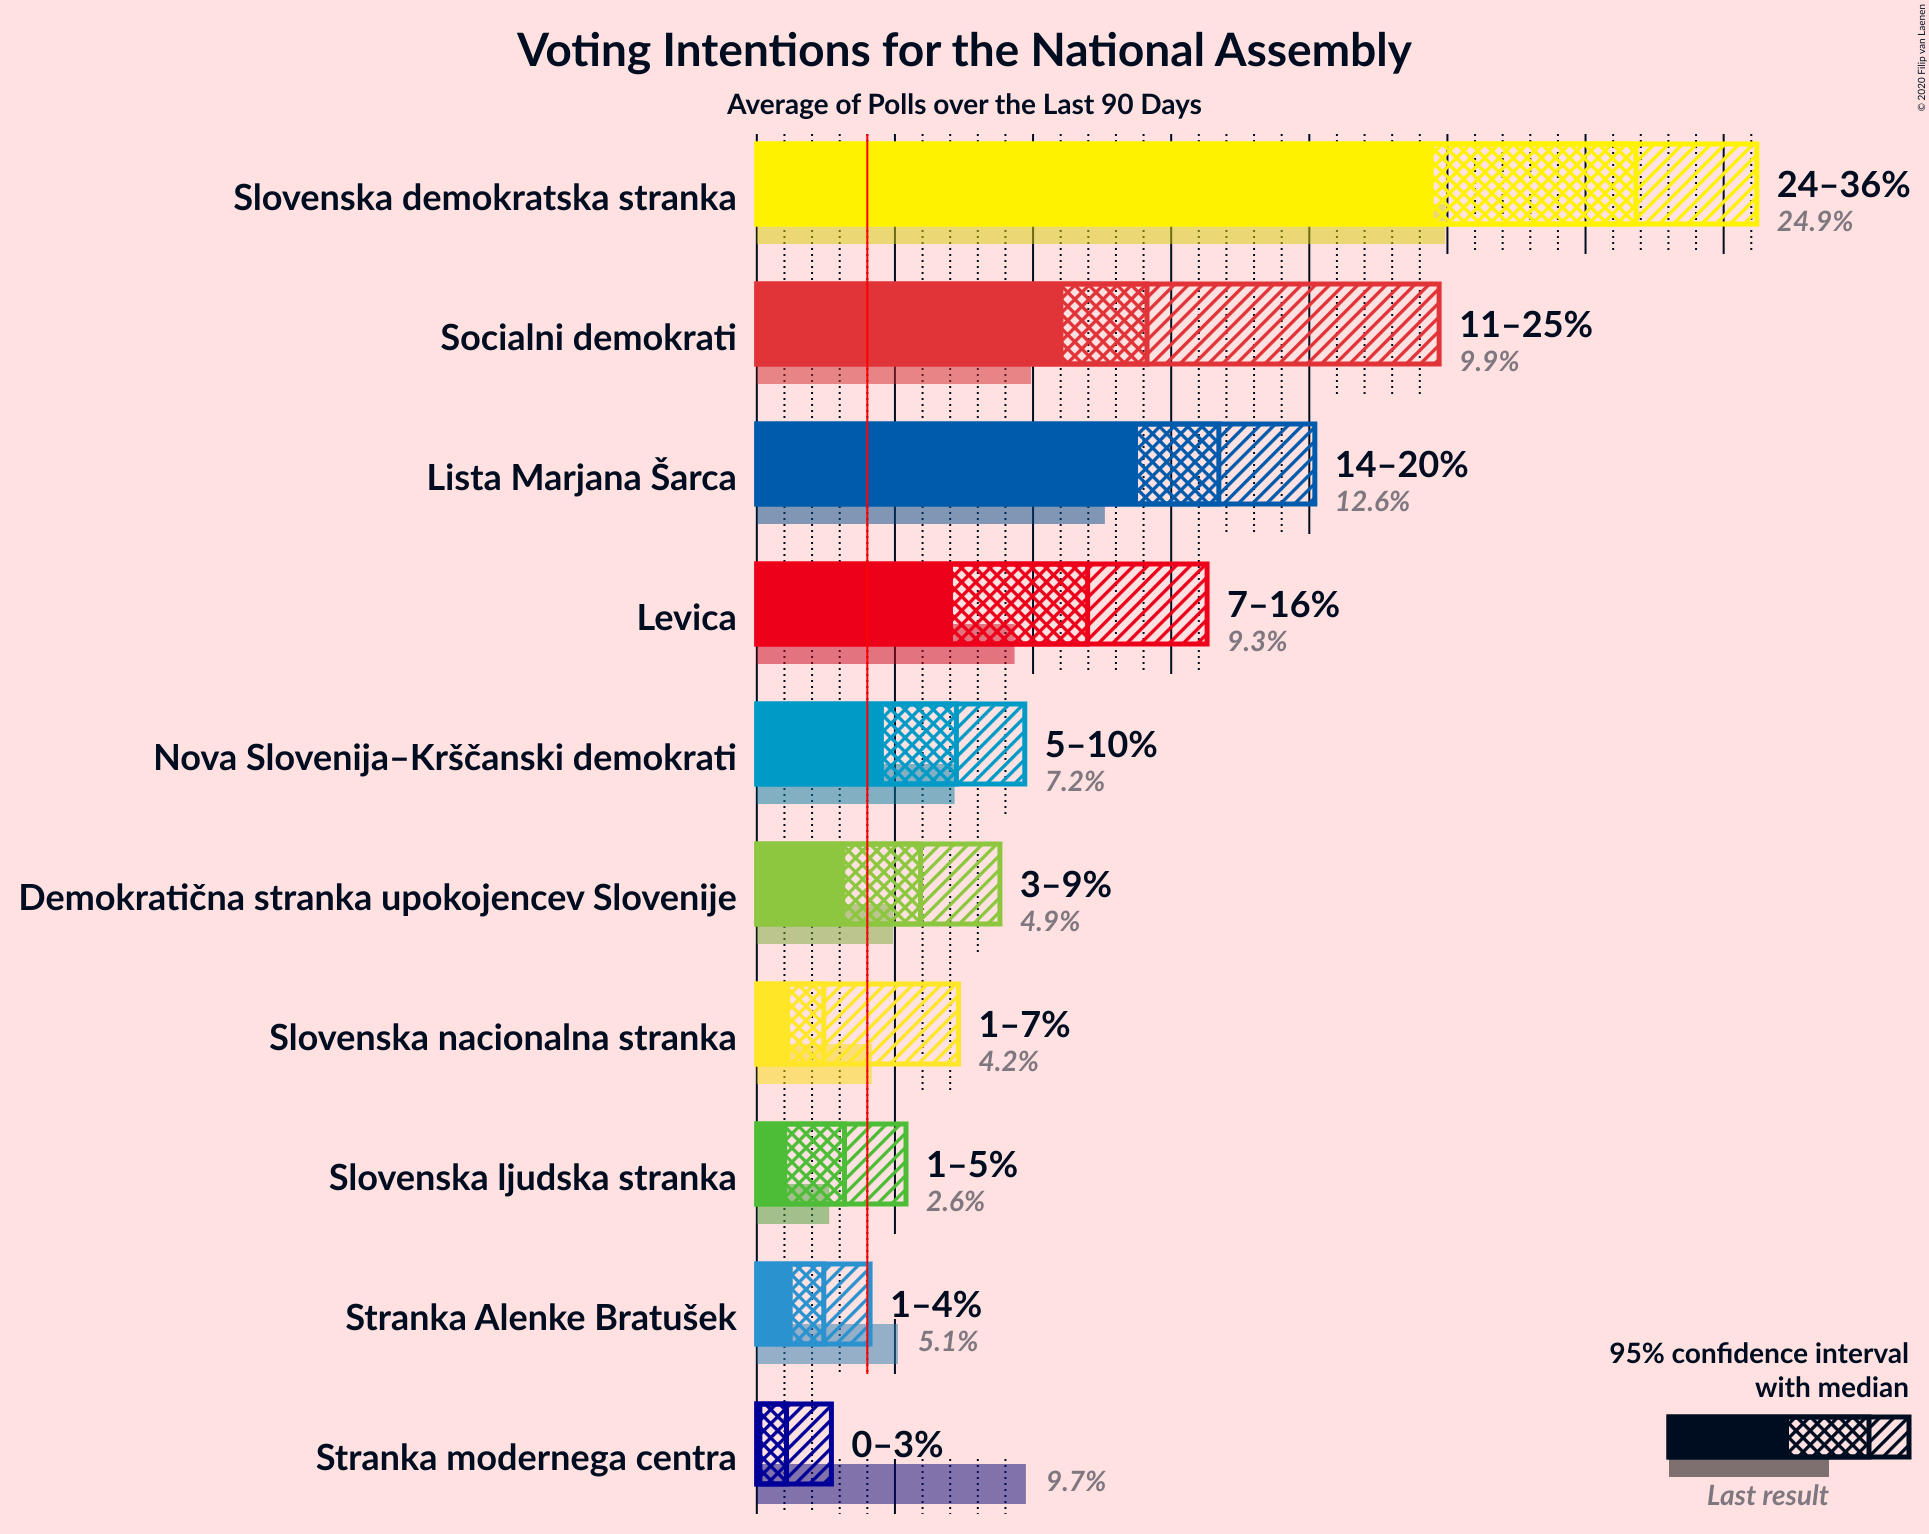 Voting Intentions for the National Assembly
Average of Polls over the Last 90 Days
© 2020 Filip van Laenen
Slovenska demokratska stranka
24–36%
24.9%
Socialni demokrati
11–25%
9.9%
Lista Marjana Šarca
14–20%
12.6%
Levica
7–16%
9.3%
Nova Slovenija–Krščanski demokrati
5–10%
7.2%
Demokratična stranka upokojencev Slovenije
3–9%
4.9%
Slovenska nacionalna stranka
1–7%
4.2%
Slovenska ljudska stranka
1–5%
2.6%
Stranka Alenke Bratušek
1–4%
5.1%
Stranka modernega centra
0–3%
9.7%
95% confidence interval
with median
Last result